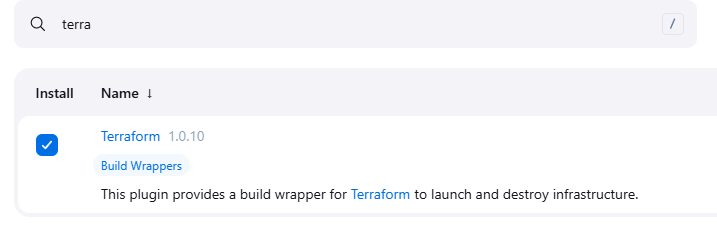 terra /
Install Name ↓
Terraform 1.0.10
Build Wrappers
This plugin provides a build wrapper for Terraform to launch and destroy infrastructure.